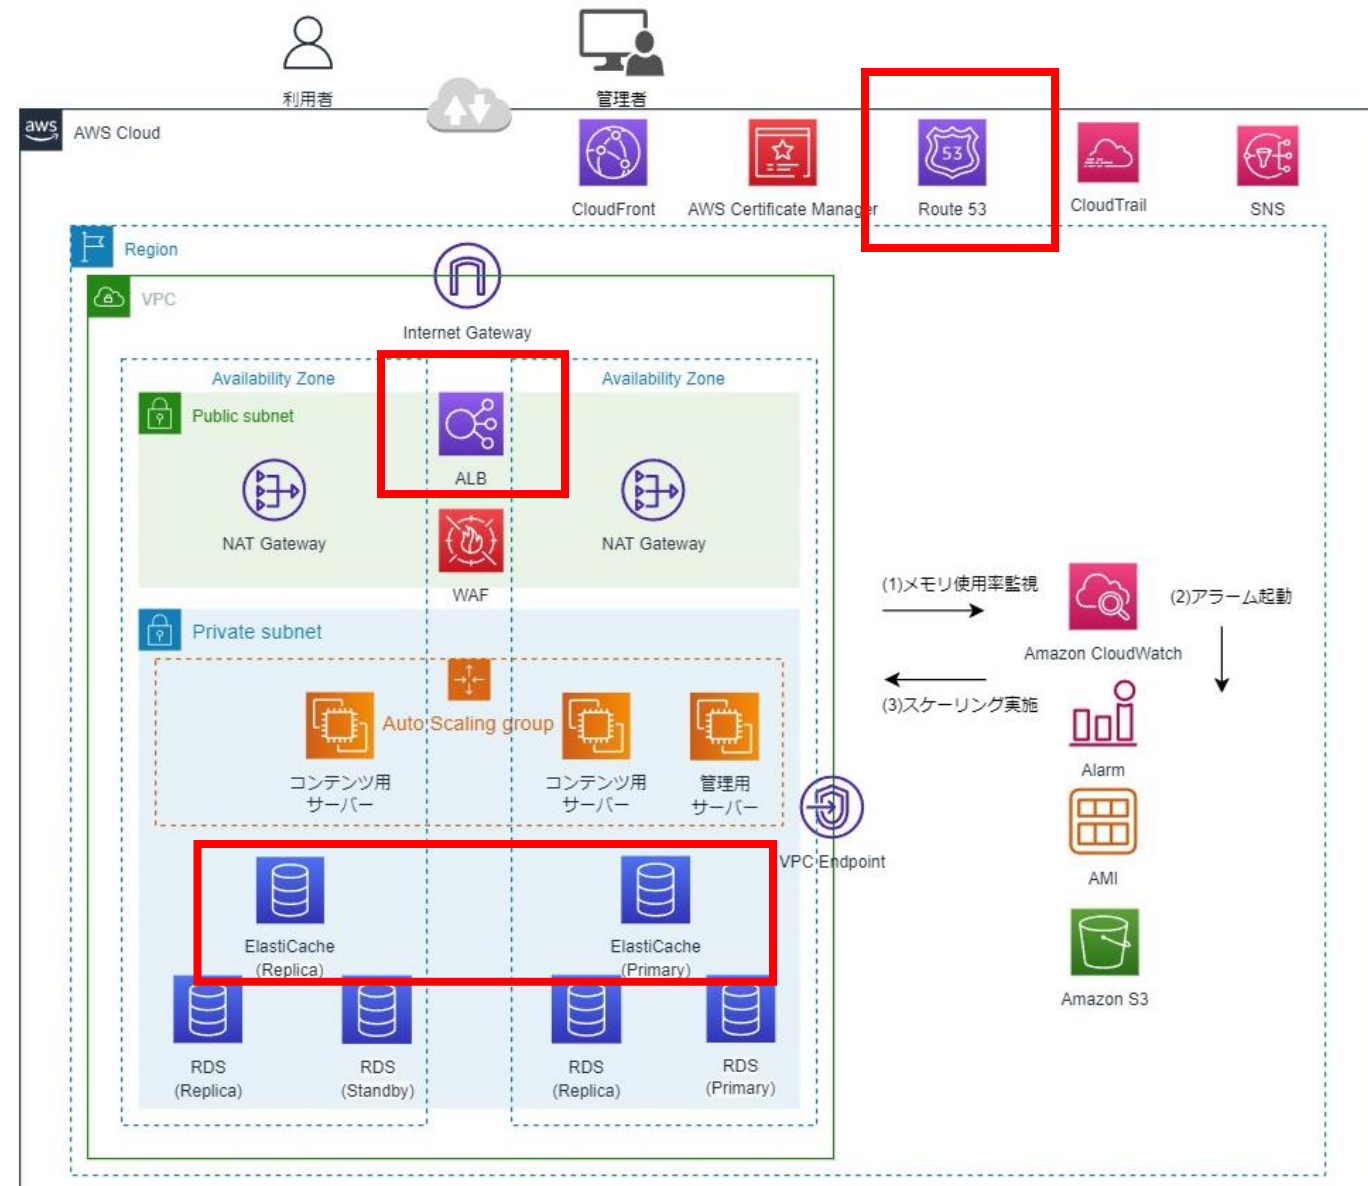 利用者
管理者
aws
AWS Cloud
CloudFront
AWS Certificate Manager
53
Route 53
CloudTrail
SNS
Region
VPC
Internet Gateway
Availability Zone
Availability Zone
Public subnet
ALB
NAT Gateway
NAT Gateway
WAF
(1)メモリ使用率監視
(2)アラーム起動
Amazon CloudWatch
(3)スケーリング実施
Private subnet
Auto Scaling group
コンテンツ用
サーバー
コンテンツ用
サーバー
管理用
サーバー
Alarm
VPC Endpoint
AMI
ElastiCache
(Replica)
ElastiCache
(Primary)
Amazon S3
RDS
(Replica)
RDS
(Standby)
RDS
(Replica)
RDS
(Primary)